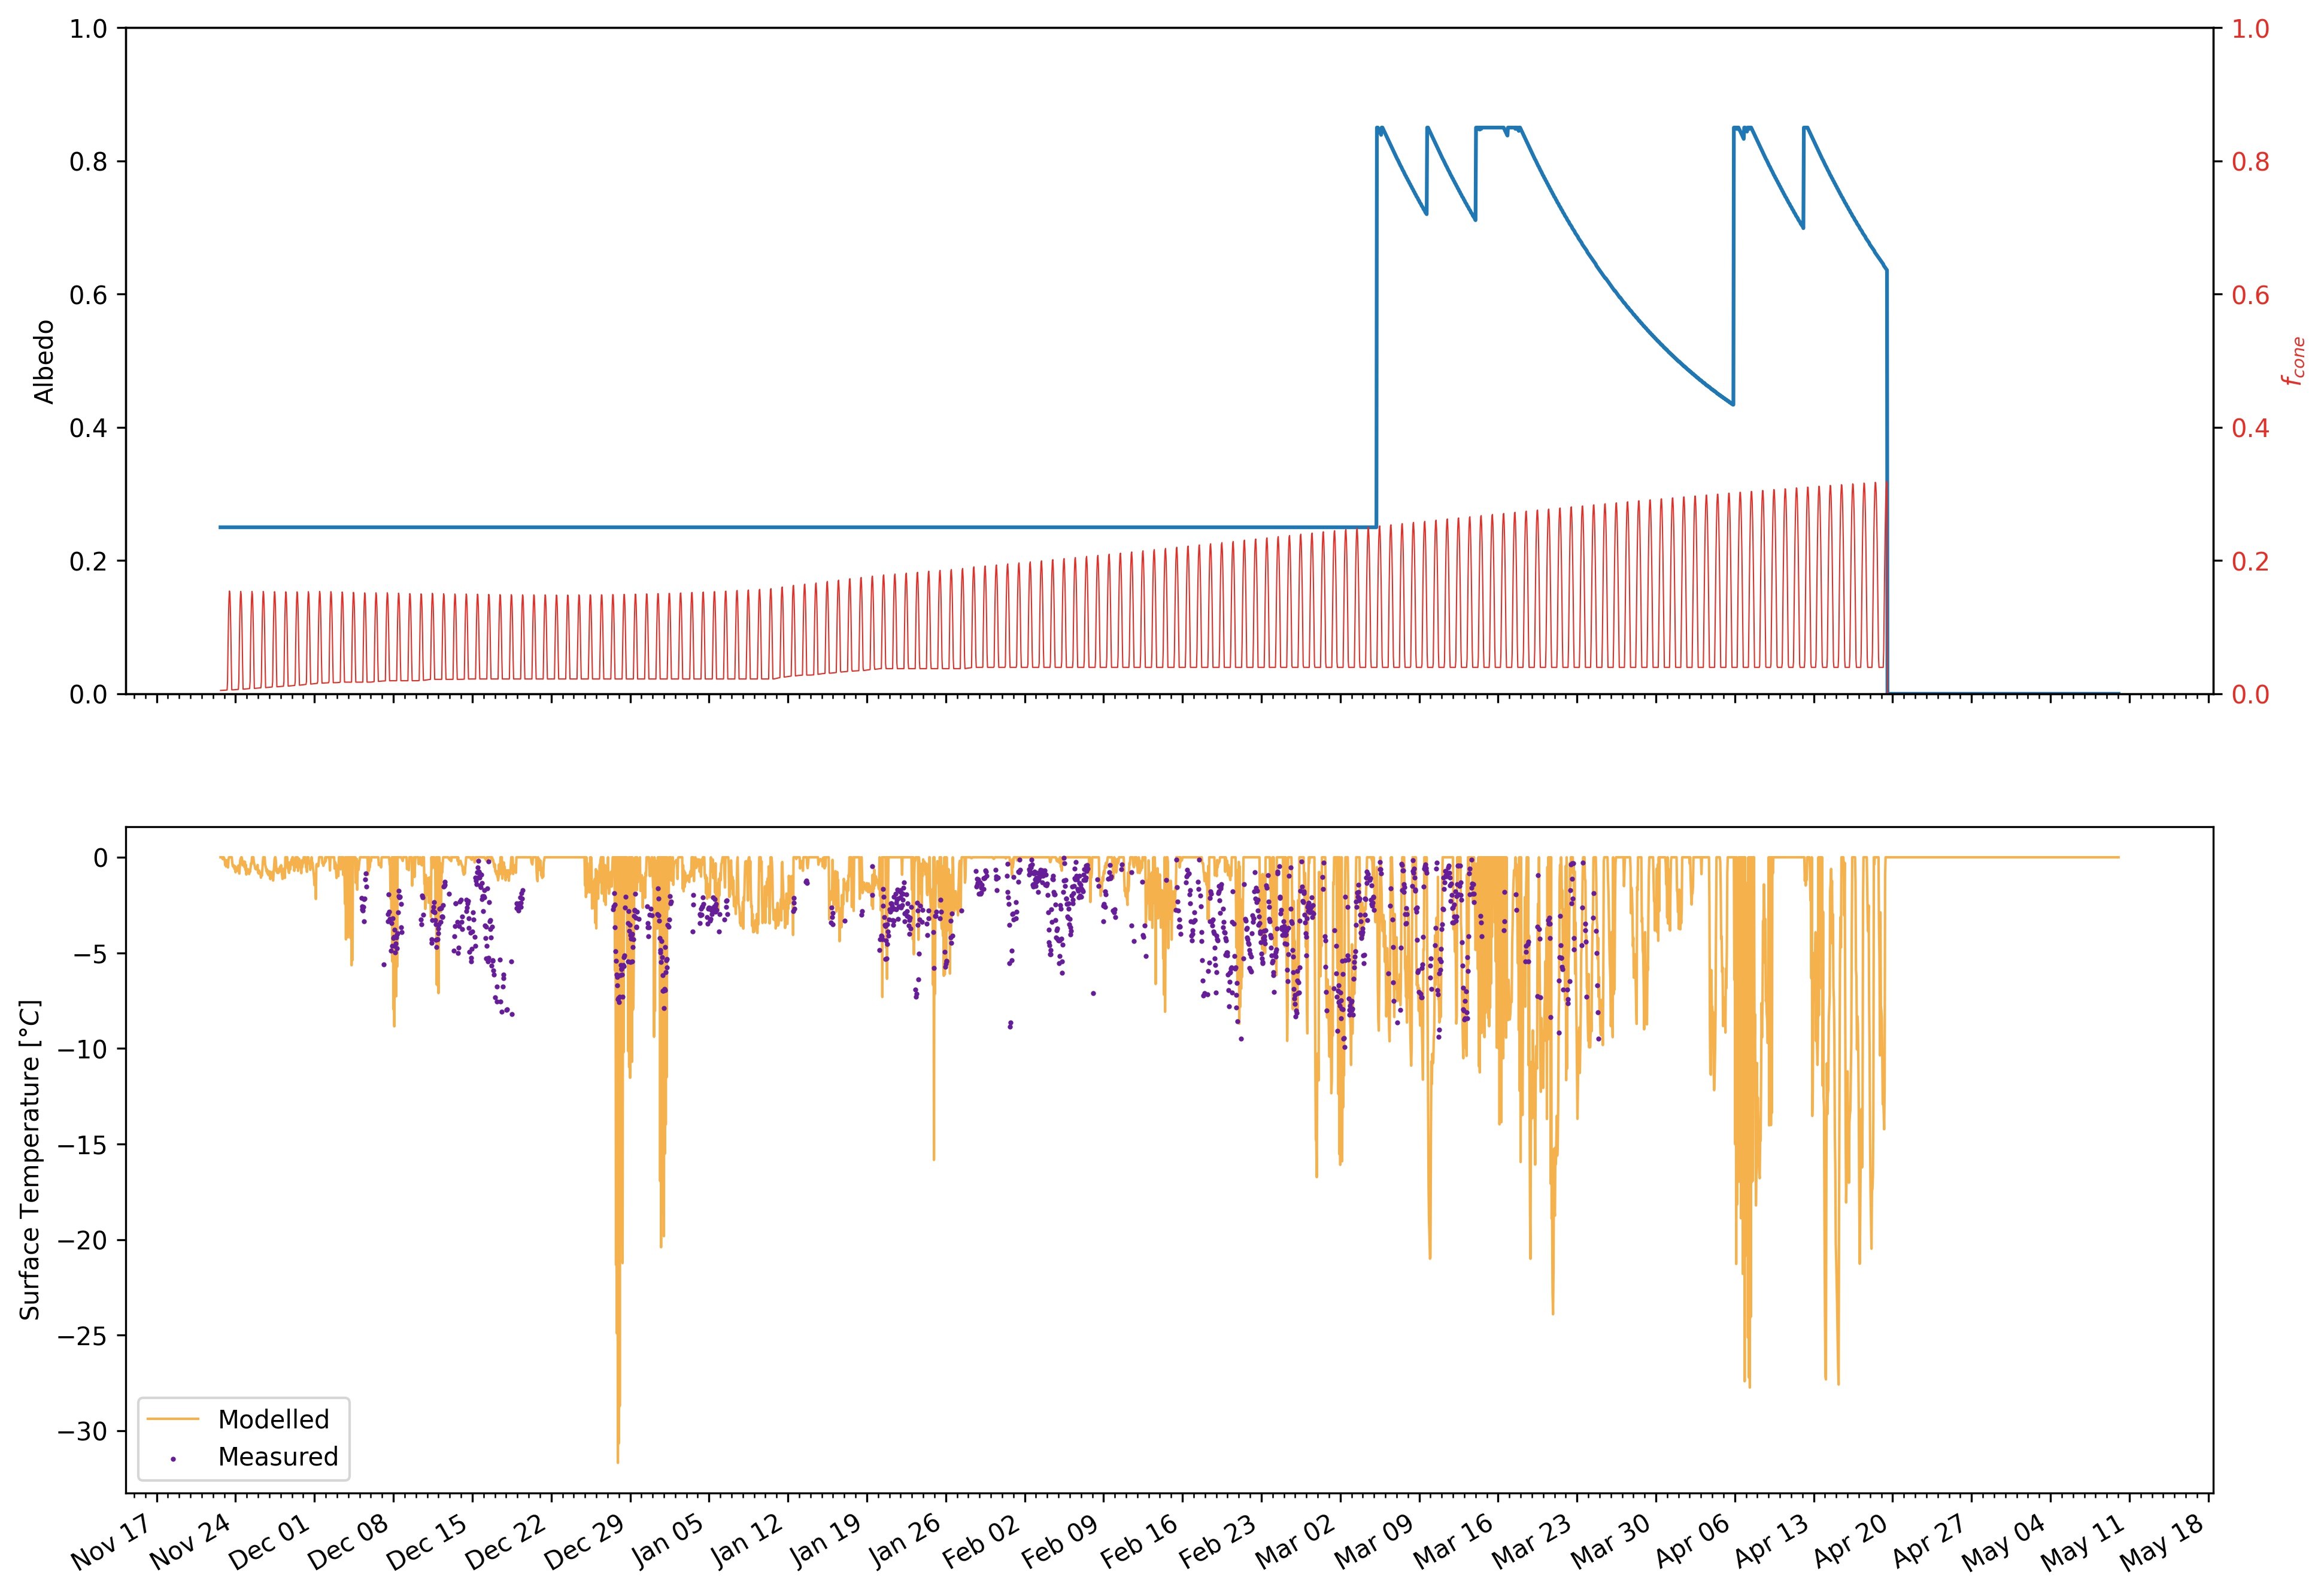 1.0
0.8
0.6
0.4
0.2
0.0
Albedo
1.0
0.8
0.6
0.4
0.2
0.0
f_cone
0
−5
−10
−15
−20
−25
−30
Surface Temperature [°C]
Modelled
Measured
Nov 17
Nov 24
Dec 01
Dec 08
Dec 15
Dec 22
Dec 29
Jan 05
Jan 12
Jan 19
Jan 26
Feb 02
Feb 09
Feb 16
Feb 23
Mar 02
Mar 09
Mar 16
Mar 23
Mar 30
Apr 06
Apr 13
Apr 20
Apr 27
May 04
May 11
May 18